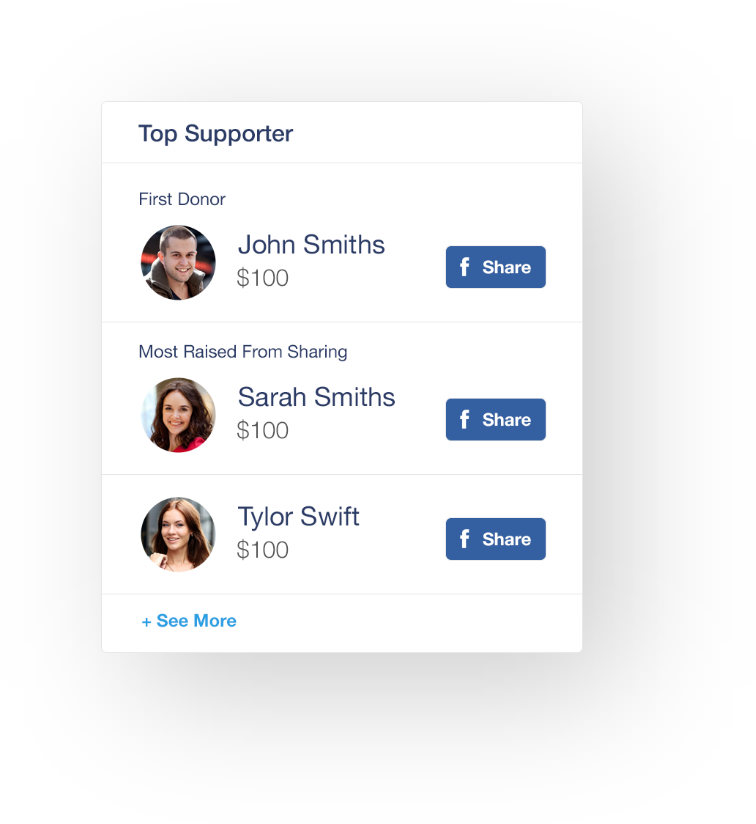 Top Supporter
First Donor
John Smiths
$100
f Share
Most Raised From Sharing
Sarah Smiths
$100
f Share
Tylor Swift
$100
f Share
+ See More